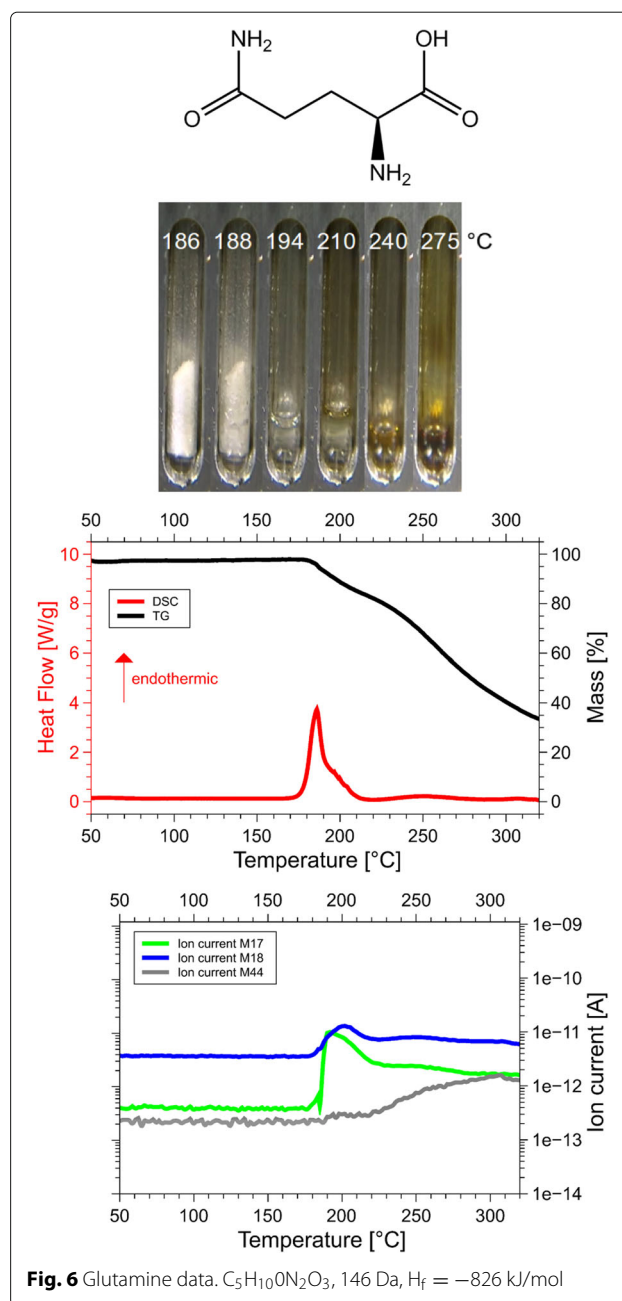 NH₂ OH
O O
NH₂
186 188 194 210 240 275 °C
50 100 150 200 250 300
10 100
8 80
6 60
4 40
2 20
0 0
Heat Flow [W/g]
DSC
TG
endothermic
Mass [%]
50 100 150 200 250 300
Temperature [°C]
50 100 150 200 250 300
Ion current M17
Ion current M18
Ion current M44
1e-09
1e-10
1e-11
1e-12
1e-13
1e-14
Ion current [A]
50 100 150 200 250 300
Temperature [°C]
Fig. 6 Glutamine data. C₅H₁₀0N₂O₃, 146 Da, H_f = −826 kJ/mol